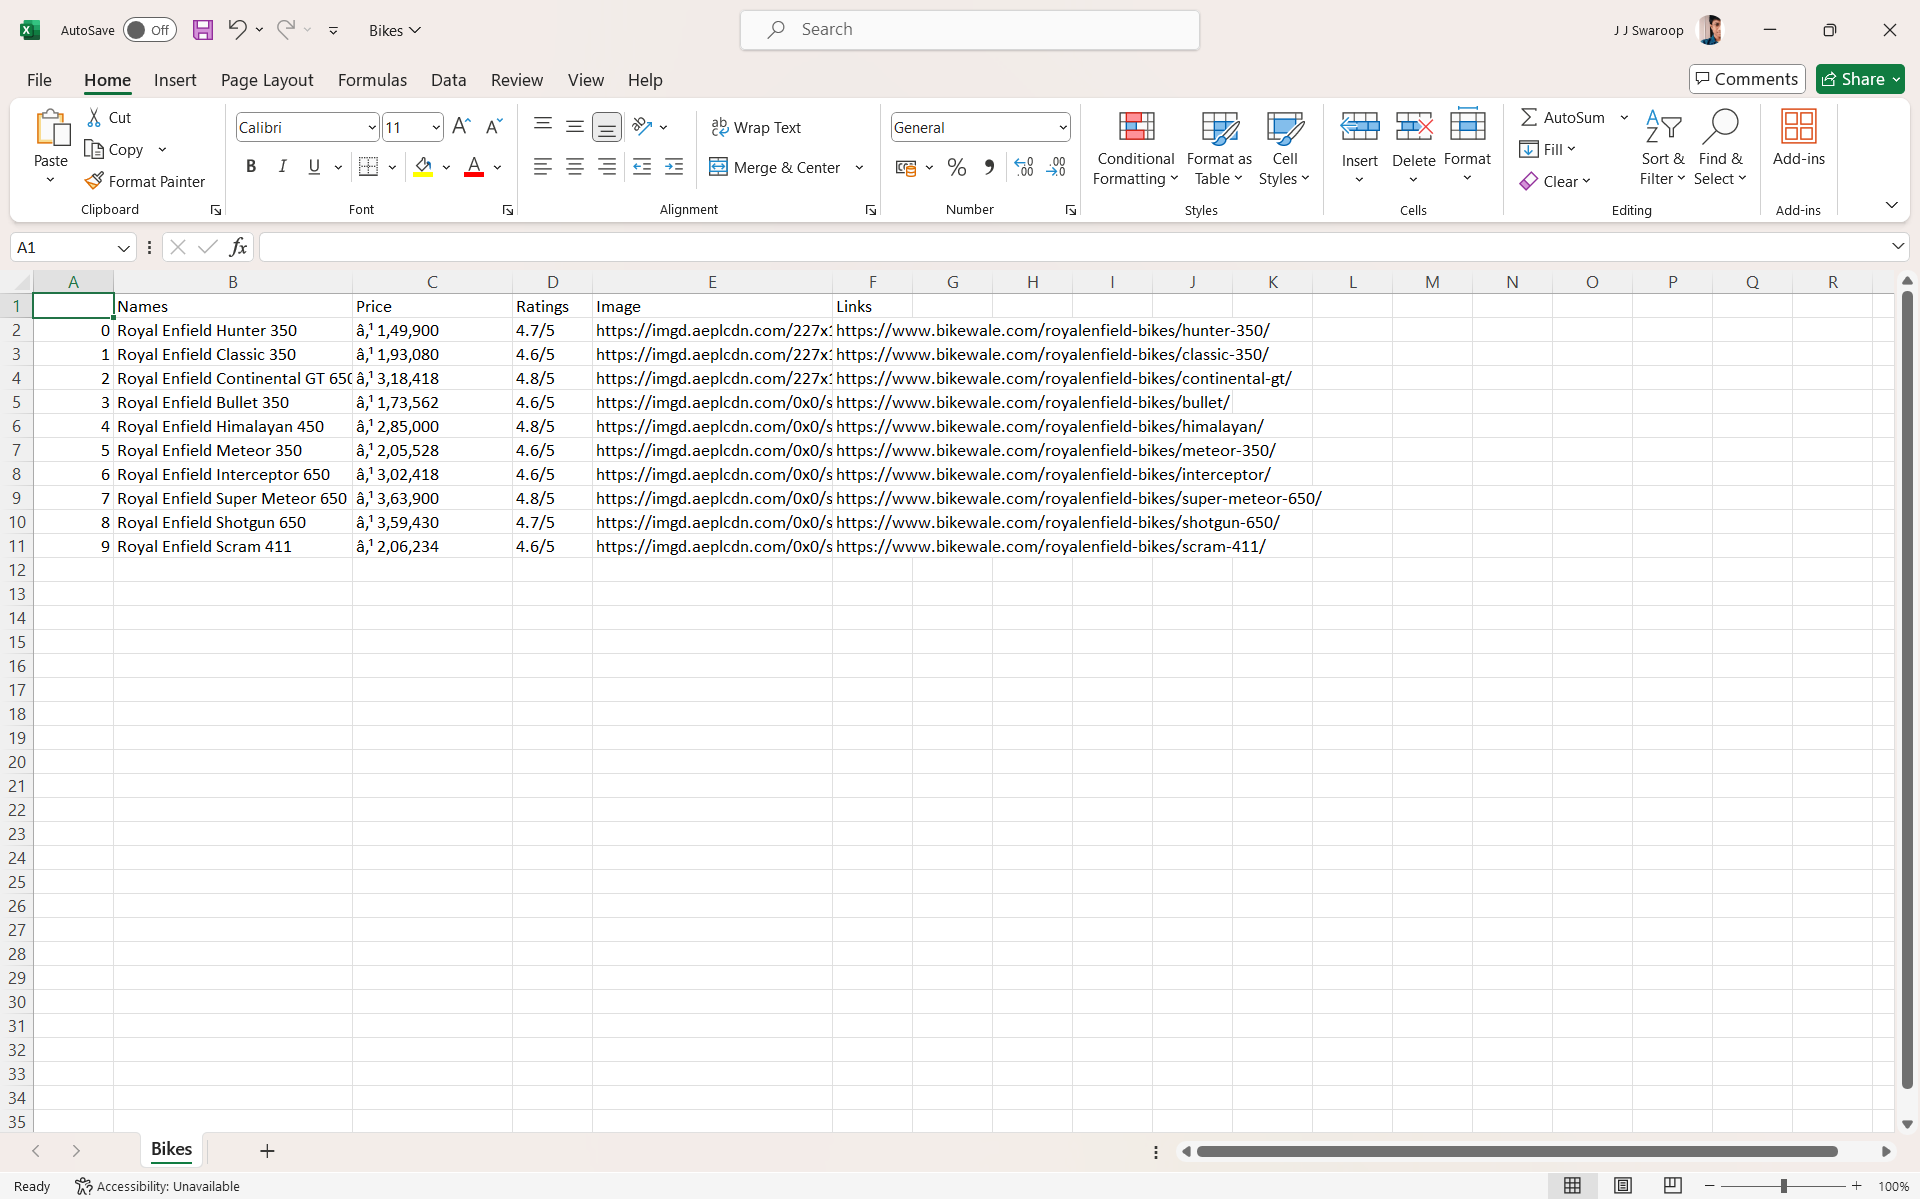 AutoSave Off Bikes Search J J Swaroop
File Home Insert Page Layout Formulas Data Review View Help Comments Share
Paste Cut Copy Format Painter Clipboard
Calibri 11 B I U A Font
Wrap Text Merge & Center Alignment
General % Number
Conditional Formatting Format as Table Cell Styles Styles
Insert Delete Format Cells
AutoSum Fill Clear Sort & Filter Find & Select Editing
Add-ins Add-ins
A1 fx
A B C D E F G H I J K L M N O P Q R
1 Names Price Ratings Image Links
2 0 Royal Enfield Hunter 350 â‚¹ 1,49,900 4.7/5 https://imgd.aeplcdn.com/227x1 https://www.bikewale.com/royalenfield-bikes/hunter-350/
3 1 Royal Enfield Classic 350 â‚¹ 1,93,080 4.6/5 https://imgd.aeplcdn.com/227x1 https://www.bikewale.com/royalenfield-bikes/classic-350/
4 2 Royal Enfield Continental GT 650 â‚¹ 3,18,418 4.8/5 https://imgd.aeplcdn.com/227x1 https://www.bikewale.com/royalenfield-bikes/continental-gt/
5 3 Royal Enfield Bullet 350 â‚¹ 1,73,562 4.6/5 https://imgd.aeplcdn.com/0x0/s https://www.bikewale.com/royalenfield-bikes/bullet/
6 4 Royal Enfield Himalayan 450 â‚¹ 2,85,000 4.8/5 https://imgd.aeplcdn.com/0x0/s https://www.bikewale.com/royalenfield-bikes/himalayan/
7 5 Royal Enfield Meteor 350 â‚¹ 2,05,528 4.6/5 https://imgd.aeplcdn.com/0x0/s https://www.bikewale.com/royalenfield-bikes/meteor-350/
8 6 Royal Enfield Interceptor 650 â‚¹ 3,02,418 4.6/5 https://imgd.aeplcdn.com/0x0/s https://www.bikewale.com/royalenfield-bikes/interceptor/
9 7 Royal Enfield Super Meteor 650 â‚¹ 3,63,900 4.8/5 https://imgd.aeplcdn.com/0x0/s https://www.bikewale.com/royalenfield-bikes/super-meteor-650/
10 8 Royal Enfield Shotgun 650 â‚¹ 3,59,430 4.7/5 https://imgd.aeplcdn.com/0x0/s https://www.bikewale.com/royalenfield-bikes/shotgun-650/
11 9 Royal Enfield Scram 411 â‚¹ 2,06,234 4.6/5 https://imgd.aeplcdn.com/0x0/s https://www.bikewale.com/royalenfield-bikes/scram-411/
12
13
14
15
16
17
18
19
20
21
22
23
24
25
26
27
28
29
30
31
32
33
34
35
Bikes
Ready Accessibility: Unavailable 100%